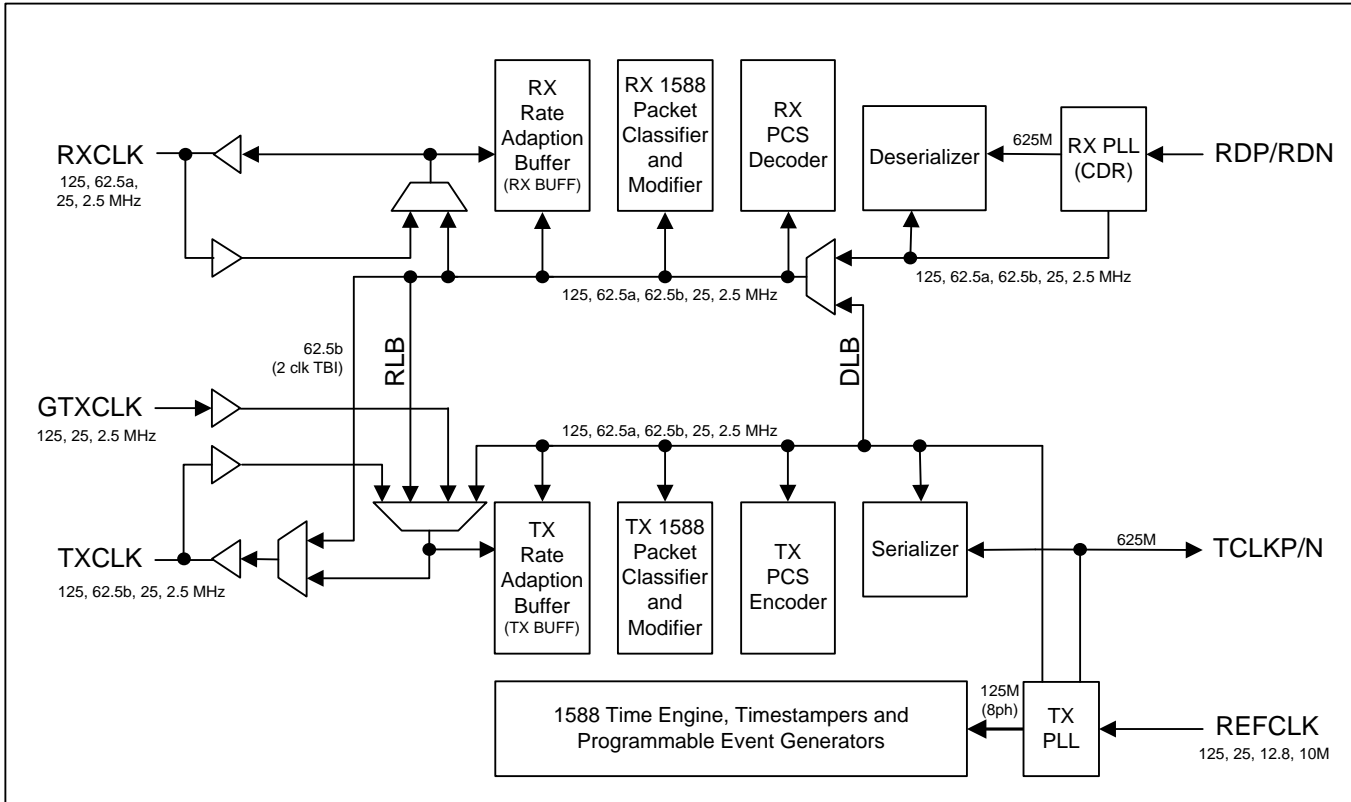 RXCLK
125, 62.5a,
25, 2.5 MHz
RX
Rate
Adaption
Buffer
(RX BUFF)
RX 1588
Packet
Classifier
and
Modifier
RX
PCS
Decoder
Deserializer
625M
RX PLL
(CDR)
RDP/RDN
125, 62.5a, 62.5b, 25, 2.5 MHz
125, 62.5a, 62.5b, 25, 2.5 MHz
62.5b
(2 clk TBI)
RLB
DLB
GTXCLK
125, 25, 2.5 MHz
125, 62.5a, 62.5b, 25, 2.5 MHz
TXCLK
125, 62.5b, 25, 2.5 MHz
TX
Rate
Adaption
Buffer
(TX BUFF)
TX 1588
Packet
Classifier
and
Modifier
TX
PCS
Encoder
Serializer
625M
TCLKP/N
1588 Time Engine, Timestampers and
Programmable Event Generators
125M
(8ph)
TX
PLL
REFCLK
125, 25, 12.8, 10M